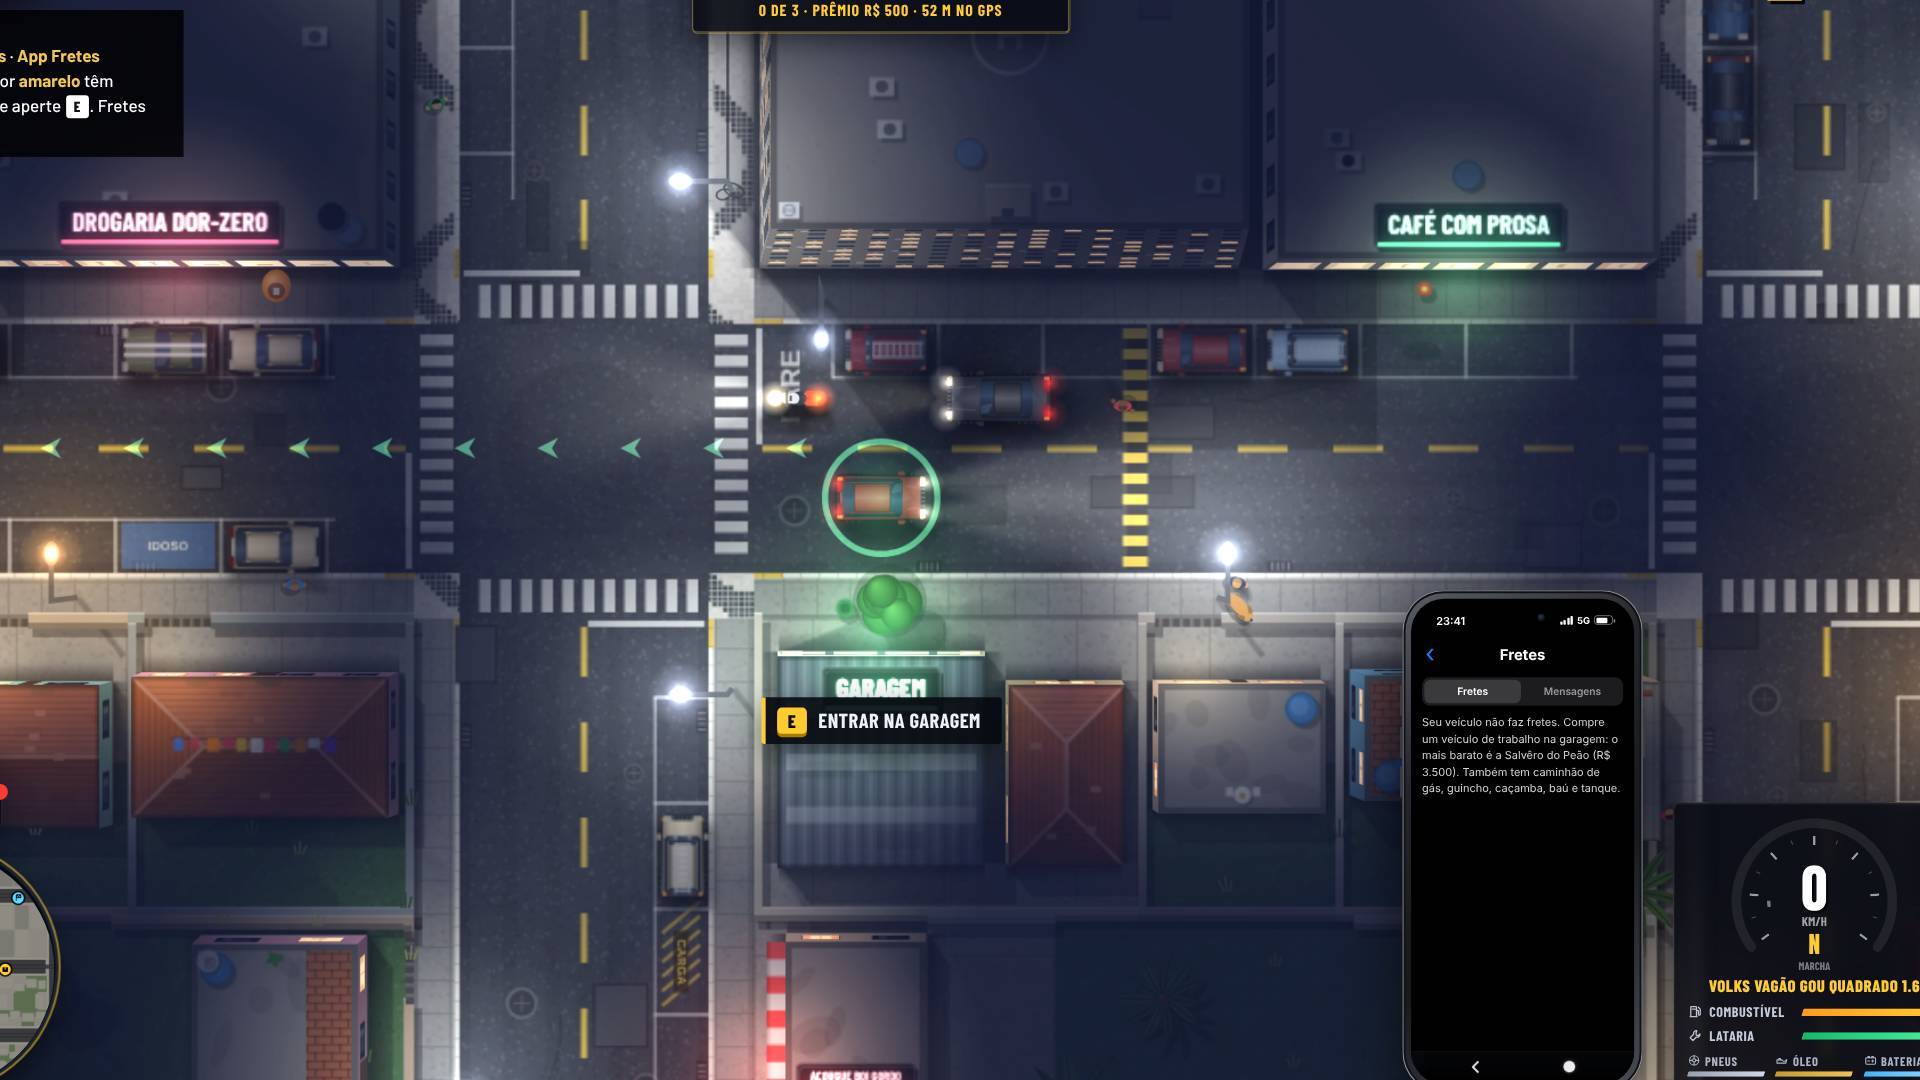 0 DE 3 · PRÊMIO R$ 500 · 52 M NO GPS
s · App Fretes
or amarelo têm
e aperte E. Fretes
DROGARIA DOR-ZERO
CAFÉ COM PROSA
IDOSO
GARAGEM
E ENTRAR NA GARAGEM
CARGA
23:41
5G
Fretes
Fretes
Mensagens
Seu veículo não faz fretes. Compre
um veículo de trabalho na garagem: o
mais barato é a Salvêro do Peão (R$
3.500). Também tem caminhão de
gás, guincho, caçamba, baú e tanque.
0
KM/H
N
MARCHA
VOLKS VAGÃO GOU QUADRADO 1.6
COMBUSTÍVEL
LATARIA
PNEUS
ÓLEO
BATERIA